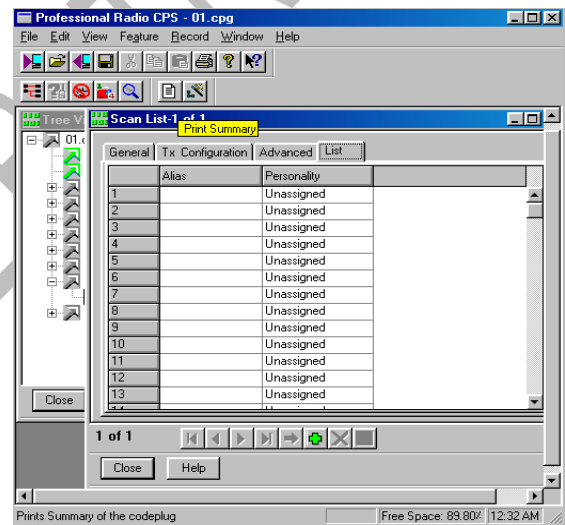 Professional Radio CPS - 01.cpg
File Edit View Feature Record Window Help
Tree V
Scan List-1 of 1
Print Summary
01.c
General Tx Configuration Advanced List
Alias Personality
1 Unassigned
2 Unassigned
3 Unassigned
4 Unassigned
5 Unassigned
6 Unassigned
7 Unassigned
8 Unassigned
9 Unassigned
10 Unassigned
11 Unassigned
12 Unassigned
13 Unassigned
Close
1 of 1
Close Help
Prints Summary of the codeplug Free Space: 89.80% 12:32 AM